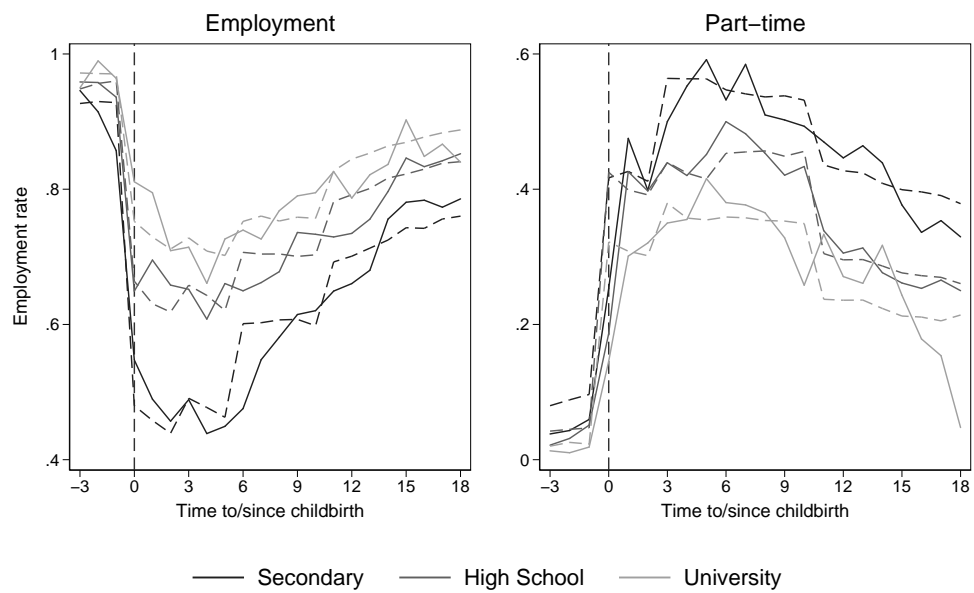 Employment
Part−time
Employment rate
1
.8
.6
.4
−3 0 3 6 9 12 15 18
Time to/since childbirth
.6
.4
.2
0
−3 0 3 6 9 12 15 18
Time to/since childbirth
Secondary High School University